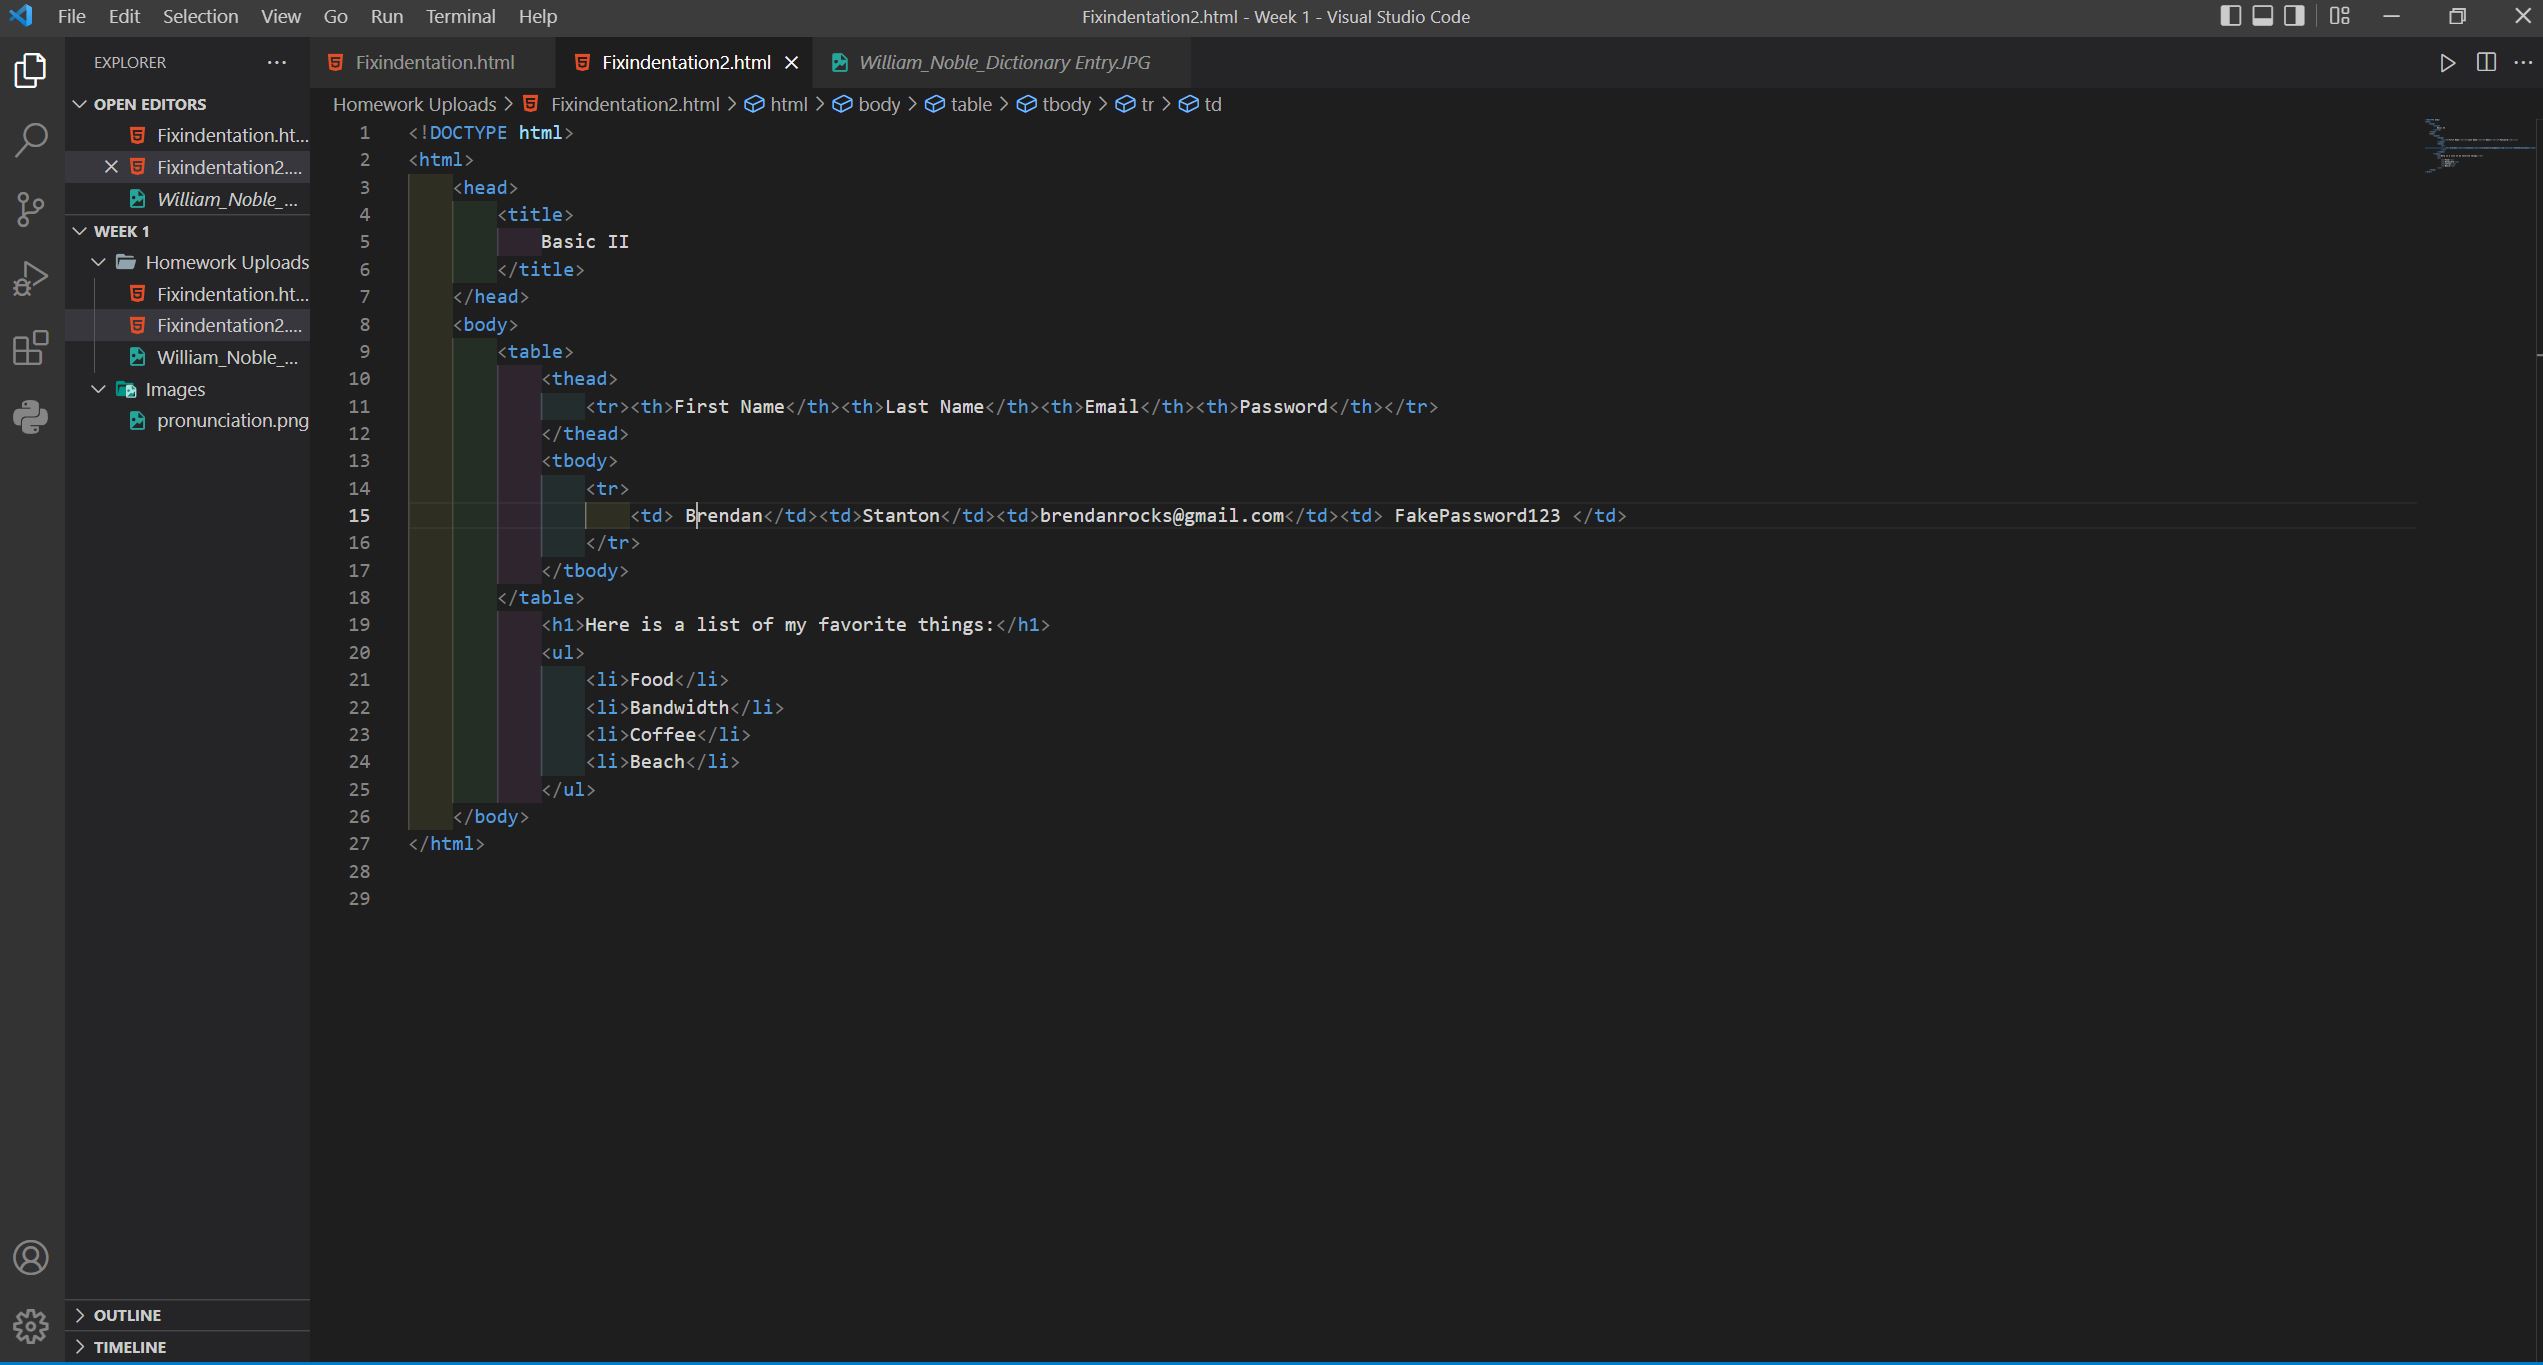 File Edit Selection View Go Run Terminal Help
Fixindentation2.html - Week 1 - Visual Studio Code
EXPLORER
OPEN EDITORS
Fixindentation.ht...
Fixindentation2....
William_Noble_...
WEEK 1
Homework Uploads
Fixindentation.ht...
Fixindentation2....
William_Noble_...
Images
pronunciation.png
OUTLINE
TIMELINE
Fixindentation.html Fixindentation2.html William_Noble_Dictionary Entry.JPG
Homework Uploads > Fixindentation2.html > html > body > table > tbody > tr > td
1 <!DOCTYPE html>
2 <html>
3 <head>
4 <title>
5 Basic II
6 </title>
7 </head>
8 <body>
9 <table>
10 <thead>
11 <tr><th>First Name</th><th>Last Name</th><th>Email</th><th>Password</th></tr>
12 </thead>
13 <tbody>
14 <tr>
15 <td> Brendan</td><td>Stanton</td><td>brendanrocks@gmail.com</td><td> FakePassword123 </td>
16 </tr>
17 </tbody>
18 </table>
19 <h1>Here is a list of my favorite things:</h1>
20 <ul>
21 <li>Food</li>
22 <li>Bandwidth</li>
23 <li>Coffee</li>
24 <li>Beach</li>
25 </ul>
26 </body>
27 </html>
28
29